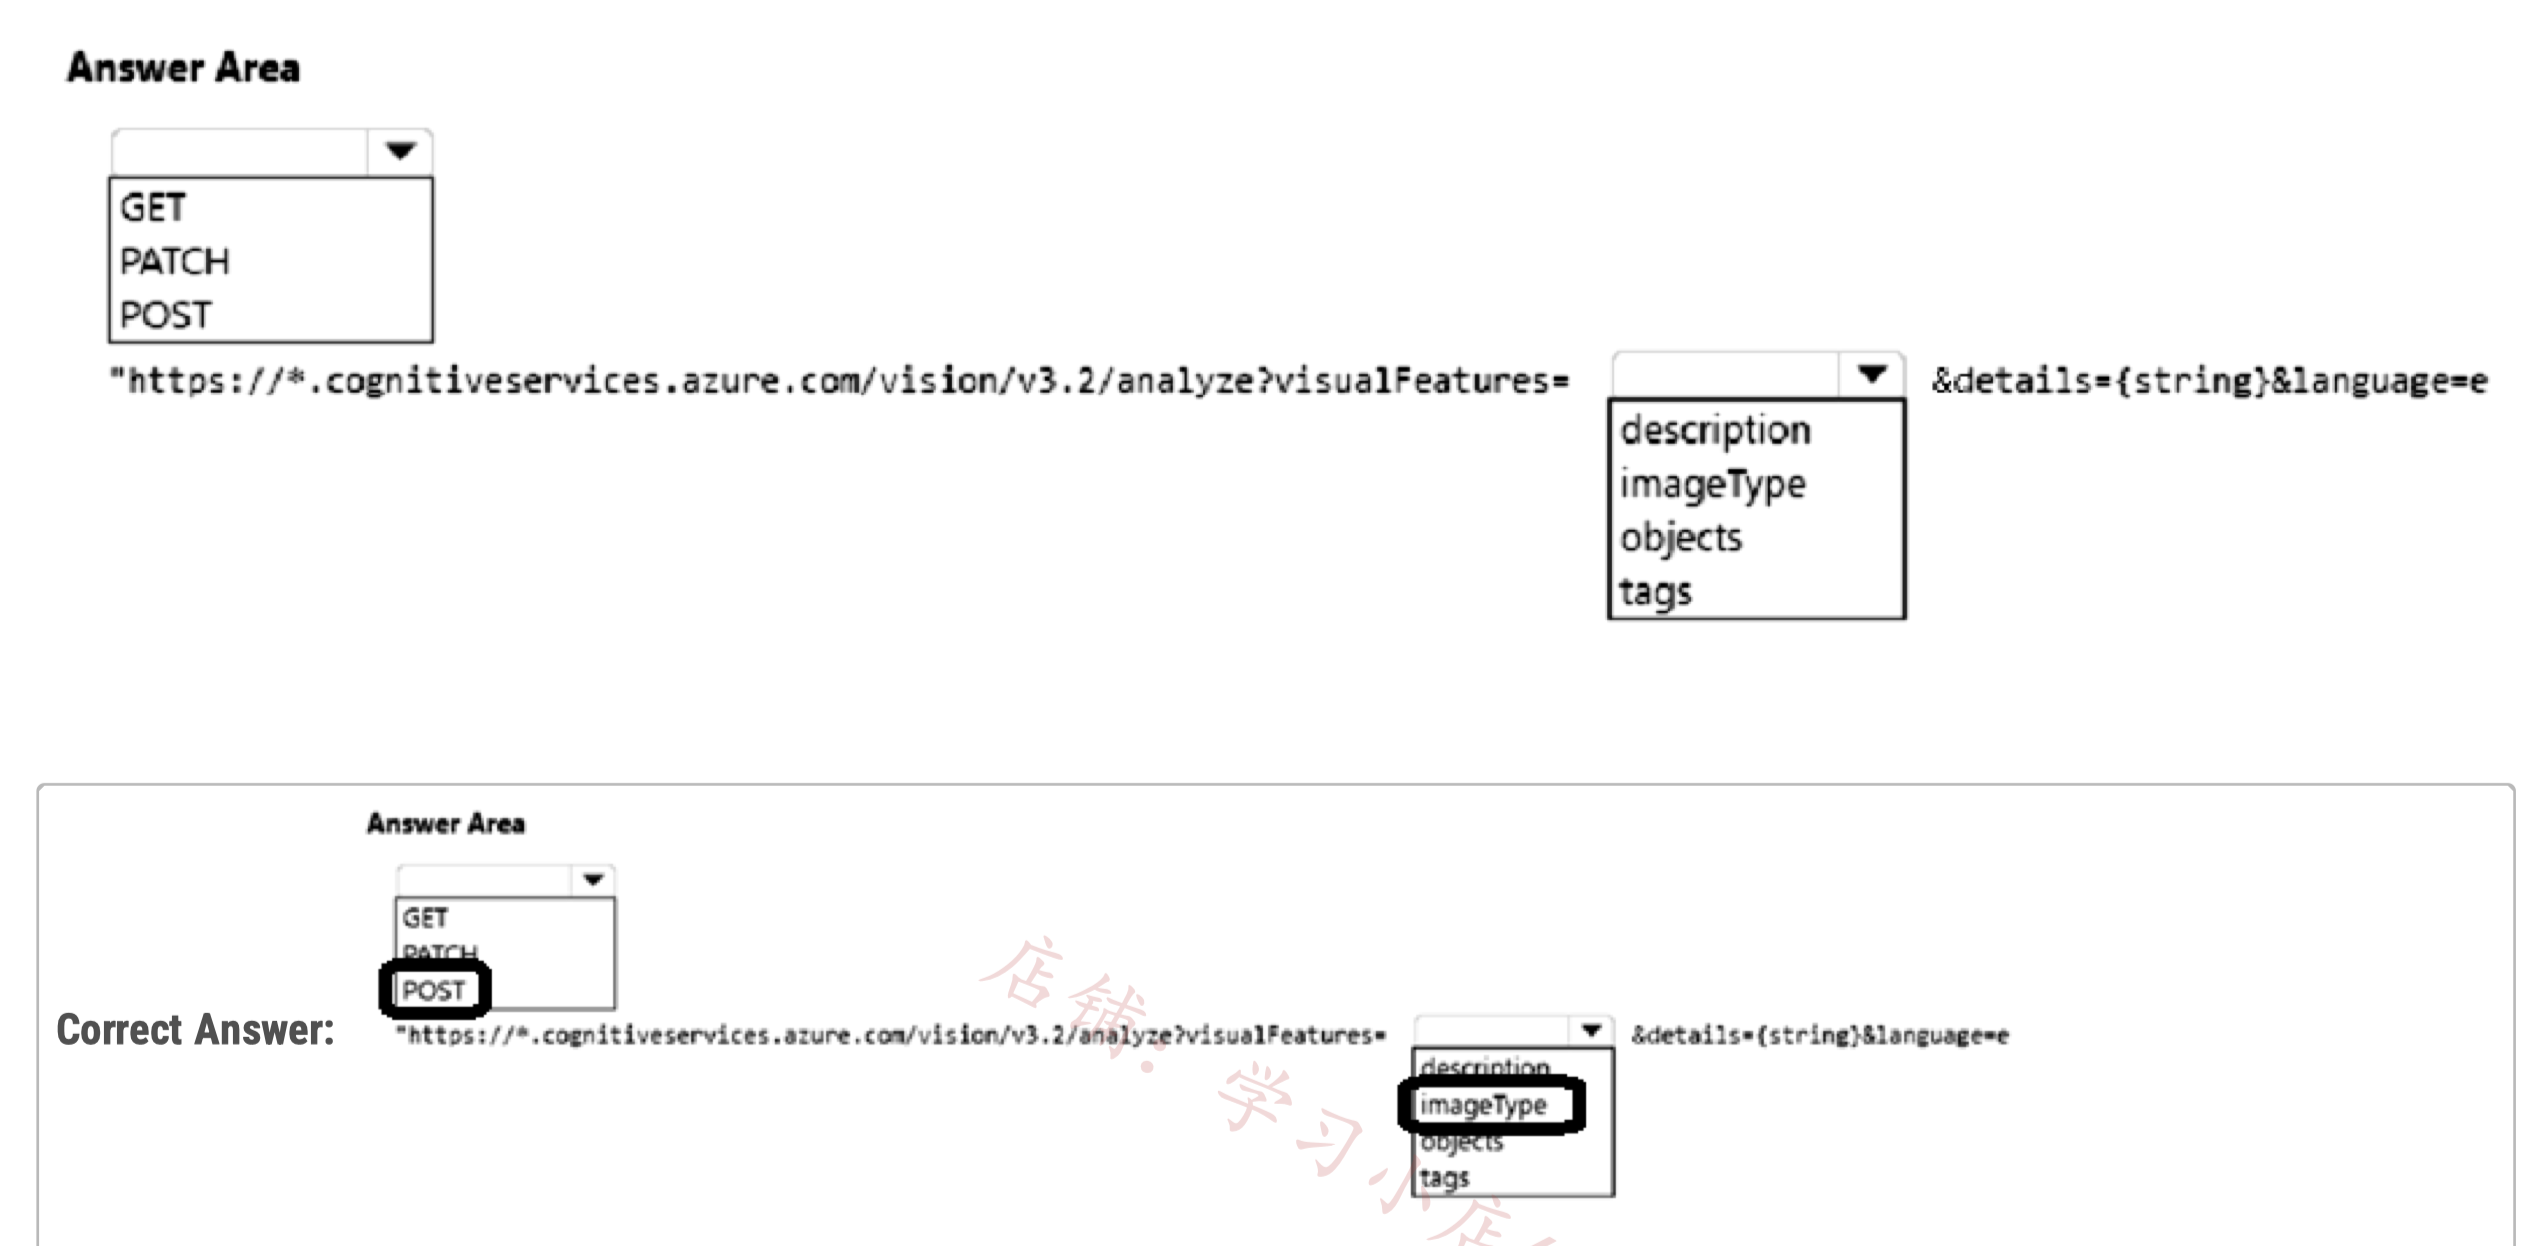 Answer Area
GET
PATCH
POST
"https://*.cognitiveservices.azure.com/vision/v3.2/analyze?visualFeatures= &details={string}&language=e
description
imageType
objects
tags
Answer Area
GET
PATCH
POST
Correct Answer:
"https://*.cognitiveservices.azure.com/vision/v3.2/analyze?visualFeatures= &details={string}&language=e
description
imageType
objects
tags
店铺：学习小店